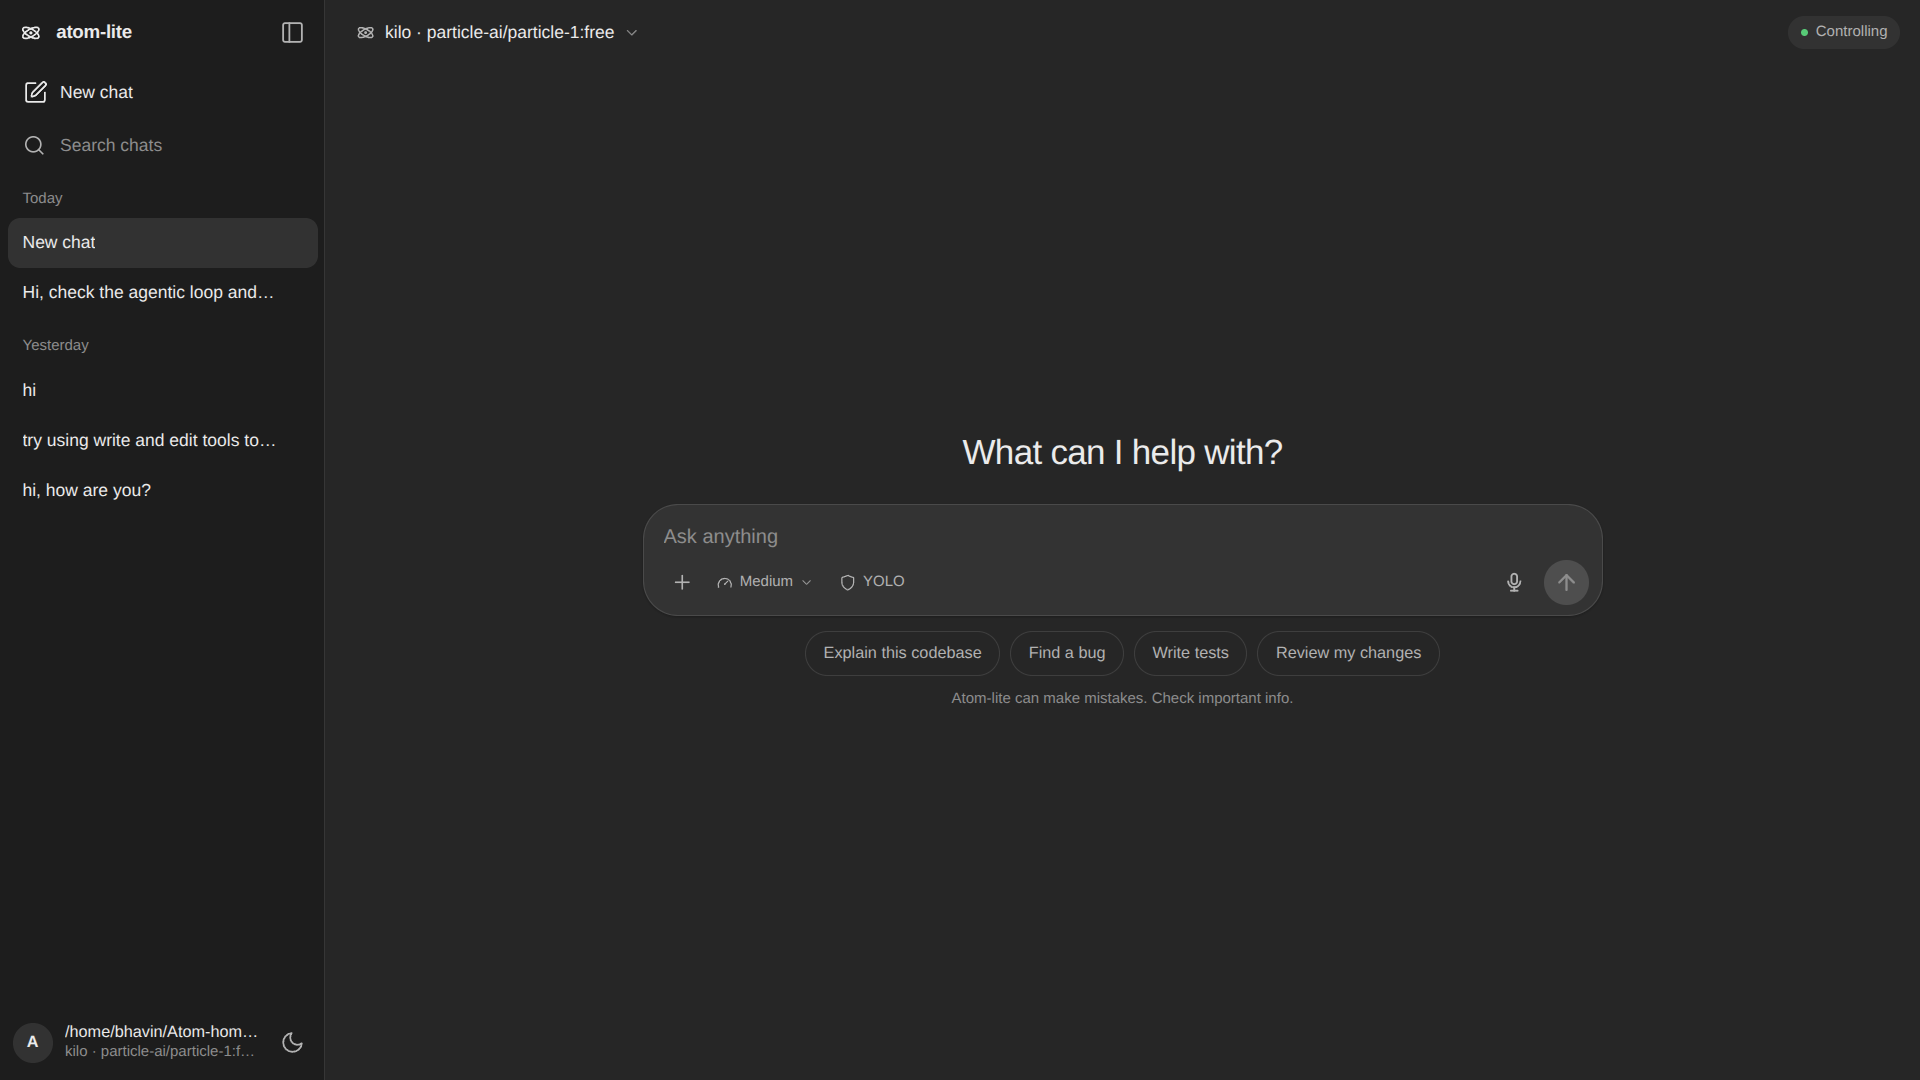 atom-lite
New chat
Search chats
Today
New chat
Hi, check the agentic loop and…
Yesterday
hi
try using write and edit tools to…
hi, how are you?
A
/home/bhavin/Atom-hom…
kilo · particle-ai/particle-1:f…
kilo · particle-ai/particle-1:free
Controlling
What can I help with?
Ask anything
Medium
YOLO
Explain this codebase
Find a bug
Write tests
Review my changes
Atom-lite can make mistakes. Check important info.